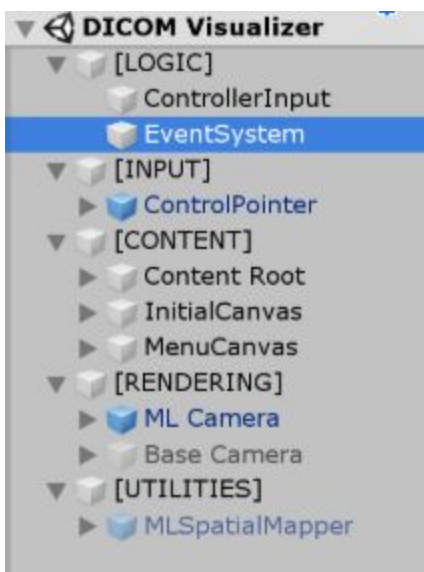 DICOM Visualizer
[LOGIC]
ControllerInput
EventSystem
[INPUT]
ControlPointer
[CONTENT]
Content Root
InitialCanvas
MenuCanvas
[RENDERING]
ML Camera
Base Camera
[UTILITIES]
MLSpatialMapper